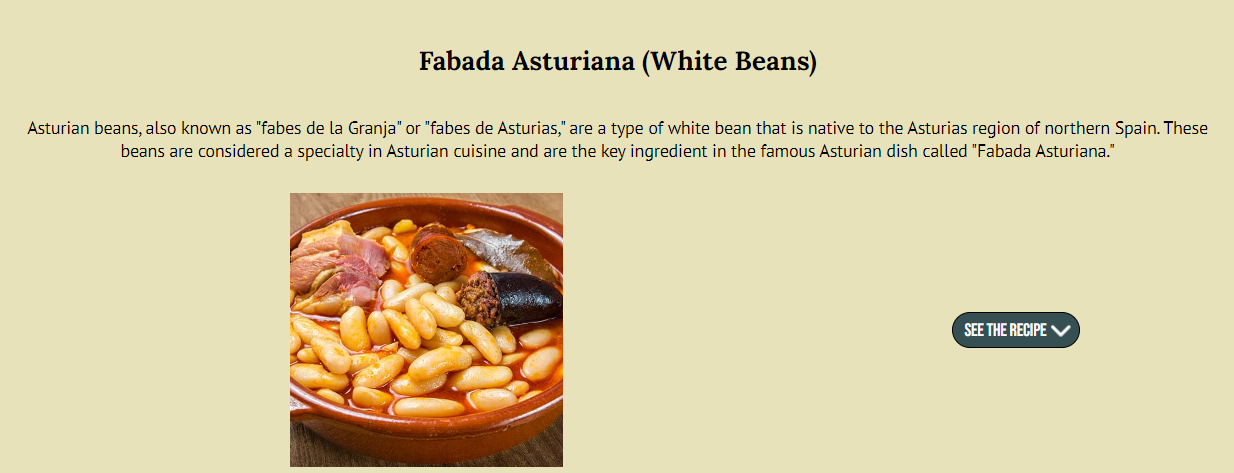 Fabada Asturiana (White Beans)
Asturian beans, also known as "fabes de la Granja" or "fabes de Asturias," are a type of white bean that is native to the Asturias region of northern Spain. These
beans are considered a specialty in Asturian cuisine and are the key ingredient in the famous Asturian dish called "Fabada Asturiana."
SEE THE RECIPE